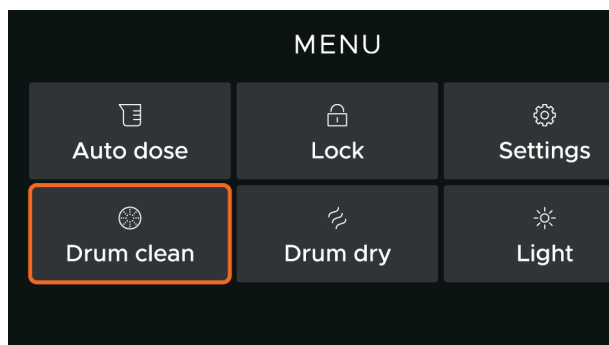 MENU
Auto dose
Lock
Settings
Drum clean
Drum dry
Light